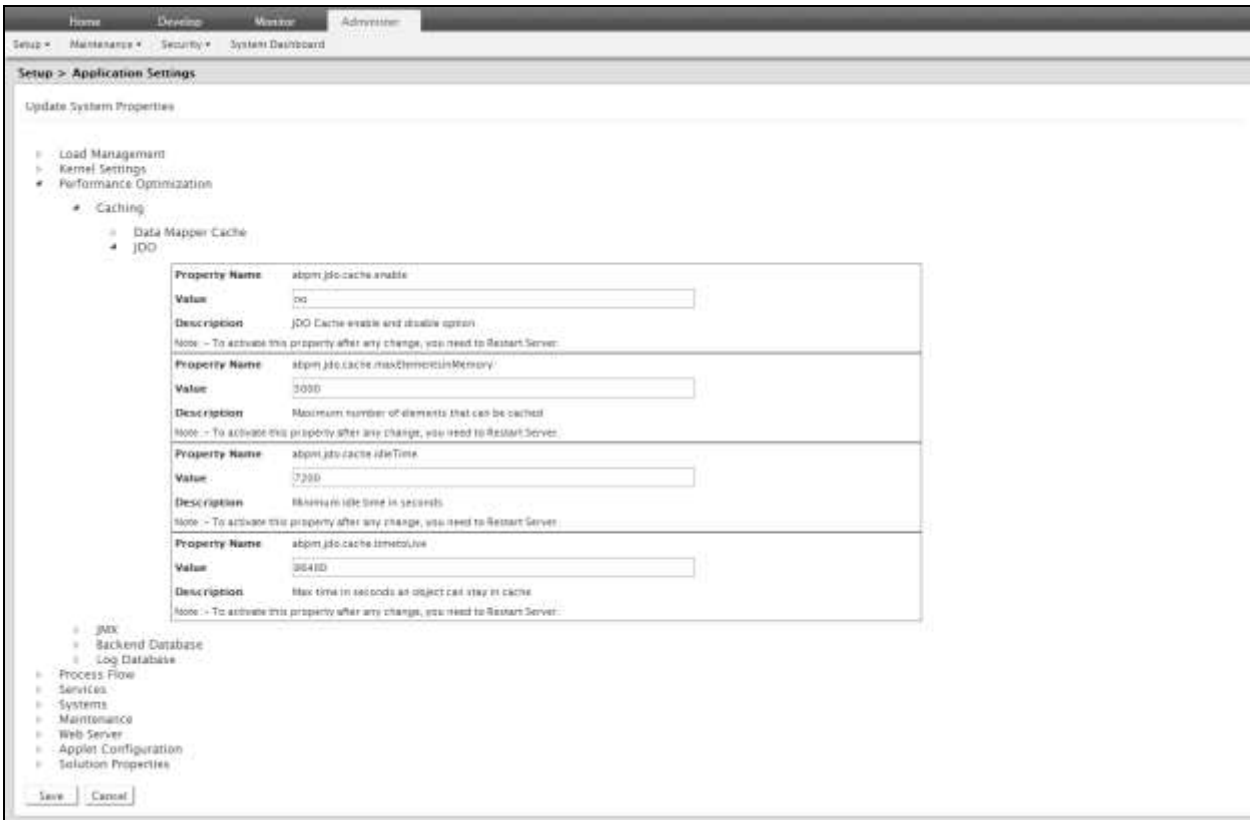 Home Develop Monitor Administer
Setup Maintenance Security System Dashboard
Setup > Application Settings
Update System Properties
Load Management
Kernel Settings
Performance Optimization
Caching
Data Mapper Cache
JDO
Property Name abpm.jdo.cache.enable
Value no
Description JDO Cache enable and disable option
Note :- To activate this property after any change, you need to Restart Server.
Property Name abpm.jdo.cache.maxElementsInMemory
Value 5000
Description Maximum number of elements that can be cached
Note :- To activate this property after any change, you need to Restart Server.
Property Name abpm.jdo.cache.idleTime
Value 7200
Description Minimum idle time in seconds
Note :- To activate this property after any change, you need to Restart Server.
Property Name abpm.jdo.cache.timetoLive
Value 86400
Description Max time in seconds an object can stay in cache
Note :- To activate this property after any change, you need to Restart Server.
JMX
Backend Database
Log Database
Process Flow
Services
Systems
Maintenance
Web Server
Applet Configuration
Solution Properties
Save Cancel